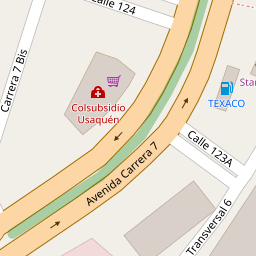 Calle 124
Carrera 7 Bis
Colsubsidio
Usaquén
TEXACO
Calle 123A
Avenida Carrera 7
Transversal 6